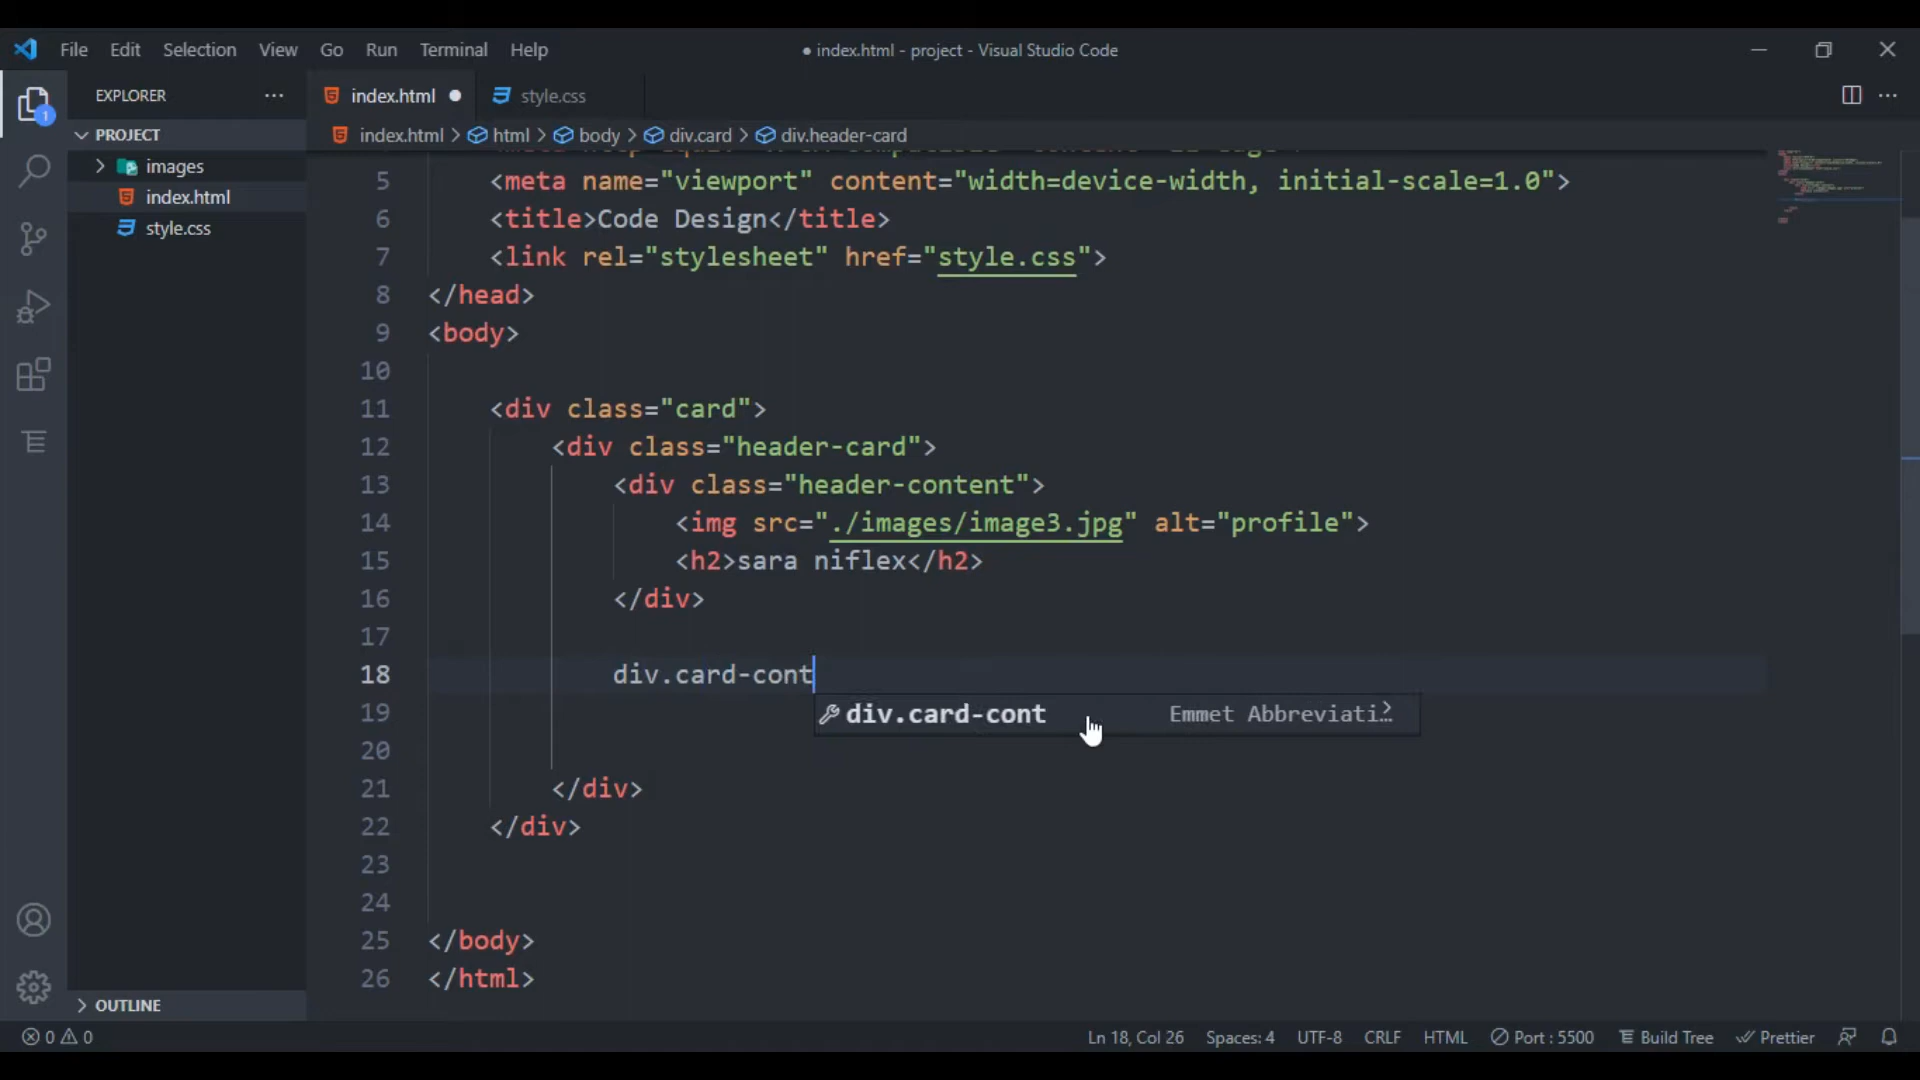 File Edit Selection View Go Run Terminal Help
● index.html - project - Visual Studio Code
EXPLORER ···
index.html ●
style.css
···
PROJECT
index.html > html > body > div.card > div.header-card
images
index.html
style.css
1
5 <meta name="viewport" content="width=device-width, initial-scale=1.0">
6 <title>Code Design</title>
7 <link rel="stylesheet" href="style.css">
8 </head>
9 <body>
10
11 <div class="card">
12 <div class="header-card">
13 <div class="header-content">
14 <img src="./images/image3.jpg" alt="profile">
15 <h2>sara niflex</h2>
16 </div>
17
18 div.card-cont
19
div.card-cont Emmet Abbreviati…
20
21 </div>
22 </div>
23
24
25 </body>
26 </html>
OUTLINE
0 0
Ln 18, Col 26 Spaces: 4 UTF-8 CRLF HTML Port : 5500 Build Tree Prettier